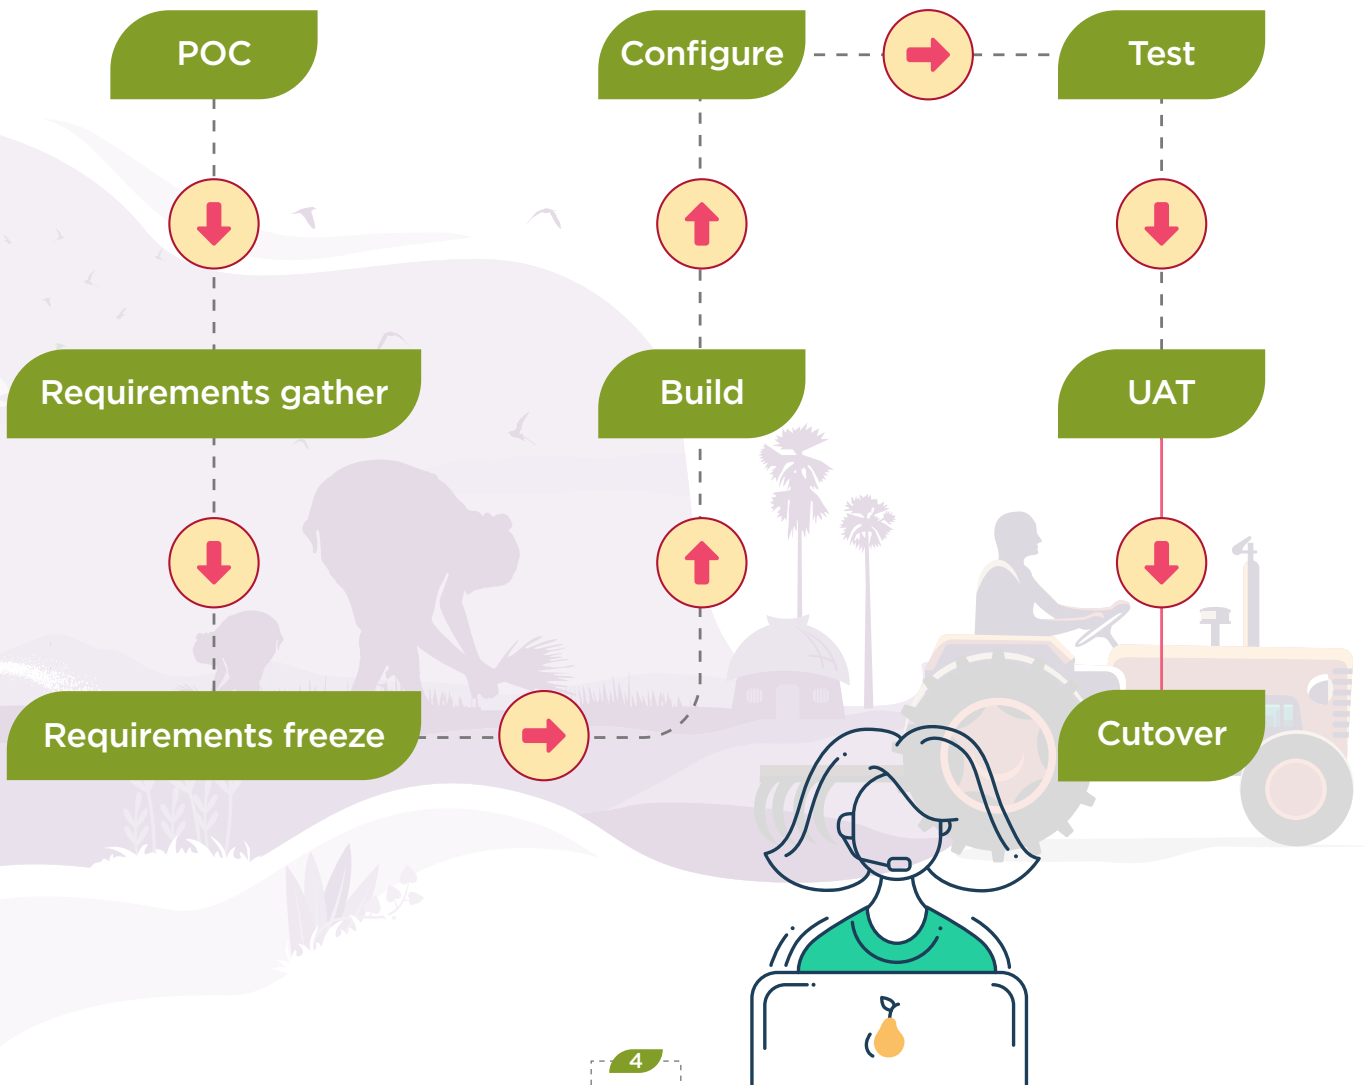 POC
Requirements gather
Requirements freeze
Build
Configure
Test
UAT
Cutover
4